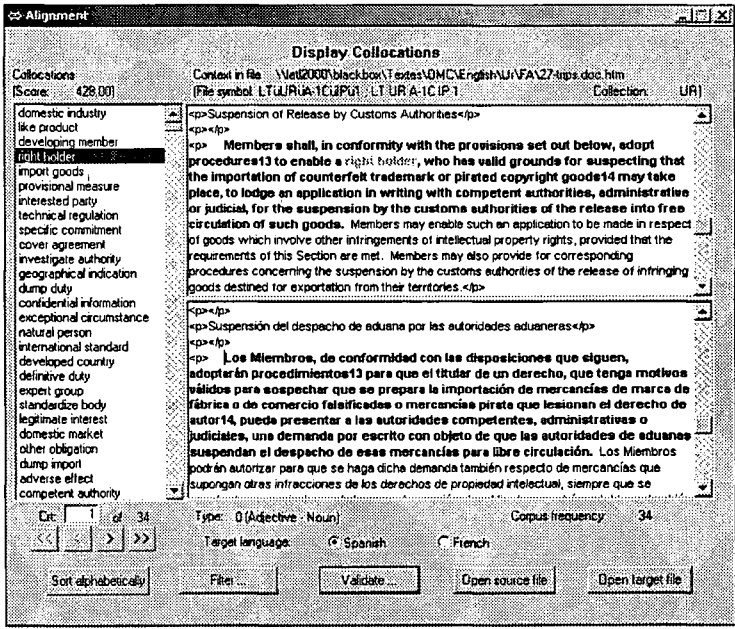 Alignment
Display Collocations
Collocations
(Score: 428,00)
Context in file \\latl2000\blackbox\Textes\OMC\English\Ur\FA\27-trips.doc.htm
(File symbol: LT\UR\A-1C\IP\1 ; LT UR A-1C IP 1
Collection: UR)
domestic industry
like product
developing member
right holder
import goods
provisional measure
interested party
technical regulation
specific commitment
cover agreement
investigate authority
geographical indication
dump duty
confidential information
exceptional circumstance
natural person
international standard
developed country
definitive duty
expert group
standardize body
legitimate interest
domestic market
other obligation
dump import
adverse effect
competent authority
<p>Suspension of Release by Customs Authorities</p>
<p></p>
<p> Members shall, in conformity with the provisions set out below, adopt
procedures13 to enable a right holder, who has valid grounds for suspecting that
the importation of counterfeit trademark or pirated copyright goods14 may take
place, to lodge an application in writing with competent authorities, administrative
or judicial, for the suspension by the customs authorities of the release into free
circulation of such goods. Members may enable such an application to be made in respect
of goods which involve other infringements of intellectual property rights, provided that the
requirements of this Section are met. Members may also provide for corresponding
procedures concerning the suspension by the customs authorities of the release of infringing
goods destined for exportation from their territories.</p>
<p></p>
<p>Suspensión del despacho de aduana por las autoridades aduaneras</p>
<p></p>
<p> Los Miembros, de conformidad con las disposiciones que siguen,
adoptarán procedimientos13 para que el titular de un derecho, que tenga motivos
válidos para sospechar que se prepara la importación de mercancías de marca de
fábrica o de comercio falsificadas o mercancías pirata que lesionan el derecho de
autor14, pueda presentar a las autoridades competentes, administrativas o
judiciales, una demanda por escrito con objeto de que las autoridades de aduanas
suspendan el despacho de esas mercancías para libre circulación. Los Miembros
podrán autorizar para que se haga dicha demanda también respecto de mercancías que
supongan otras infracciones de los derechos de propiedad intelectual, siempre que se
Crt: 1 of 34
Type: 0 (Adjective - Noun)
Corpus frequency: 34
<< < > >>
Target language: Spanish French
Sort alphabetically
Filter ...
Validate ...
Open source file
Open target file